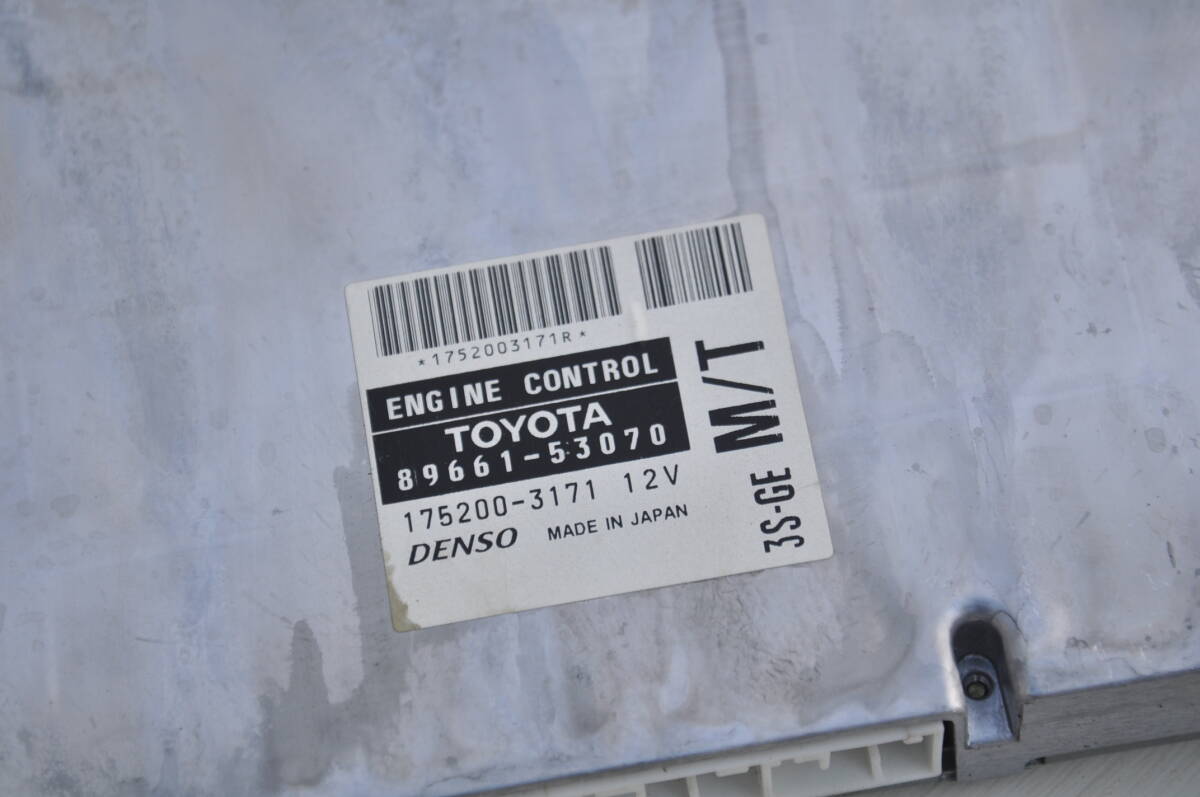 *1752003171R*
ENGINE CONTROL
TOYOTA
89661-53070
175200-3171 12V
DENSO MADE IN JAPAN
M/T
3S-GE